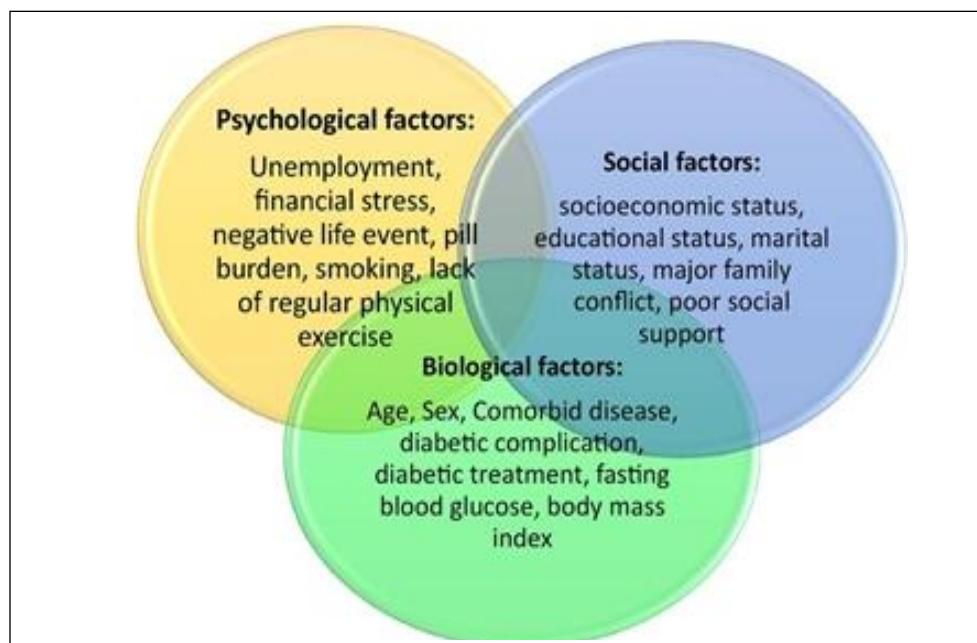 Psychological factors:
Unemployment,
financial stress,
negative life event, pill
burden, smoking, lack
of regular physical
exercise
Social factors:
socioeconomic status,
educational status, marital
status, major family
conflict, poor social
support
Biological factors:
Age, Sex, Comorbid disease,
diabetic complication,
diabetic treatment, fasting
blood glucose, body mass
index